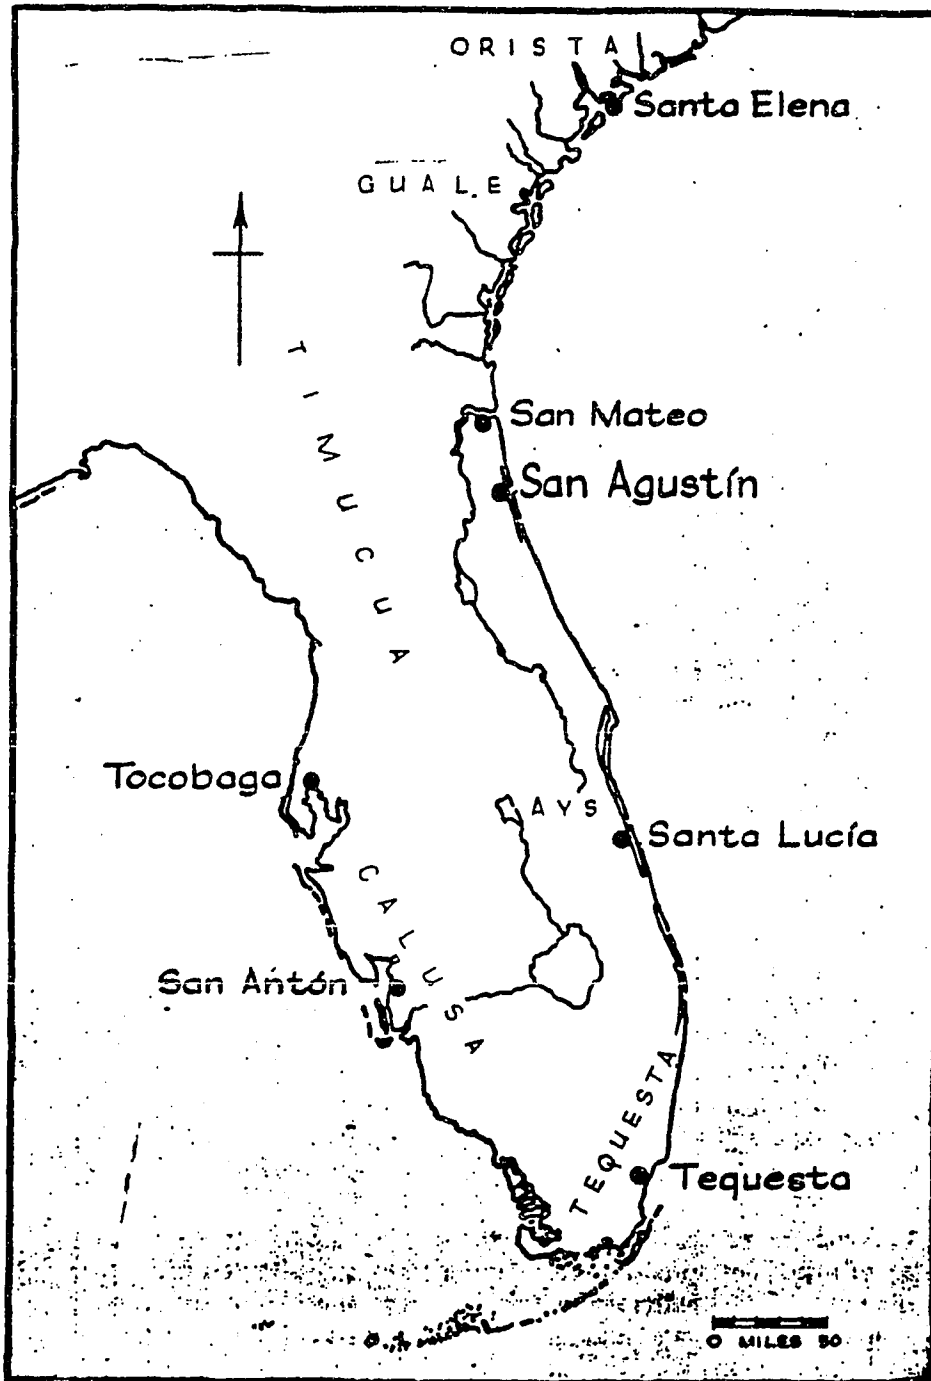 ORISTA
Santa Elena
GUALE
TIMUCUA
San Mateo
San Agustín
Tocobaga
AYS
Santa Lucía
CALUSA
San Antón
TEQUESTA
Tequesta
0 MILES 50